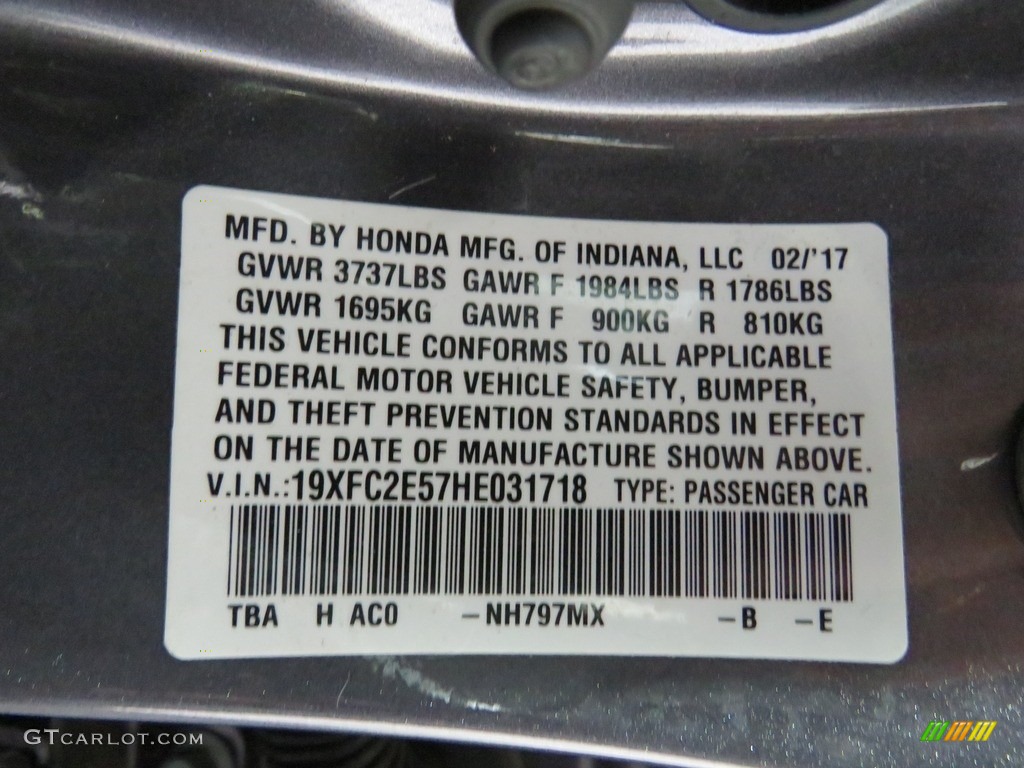 MFD. BY HONDA MFG. OF INDIANA, LLC 02/'17
GVWR 3737LBS GAWR F 1984LBS R 1786LBS
GVWR 1695KG GAWR F 900KG R 810KG
THIS VEHICLE CONFORMS TO ALL APPLICABLE
FEDERAL MOTOR VEHICLE SAFETY, BUMPER,
AND THEFT PREVENTION STANDARDS IN EFFECT
ON THE DATE OF MANUFACTURE SHOWN ABOVE.
V.I.N.:19XFC2E57HE031718 TYPE: PASSENGER CAR
TBA H AC0 -NH797MX -B -E
GTCARLOT.COM